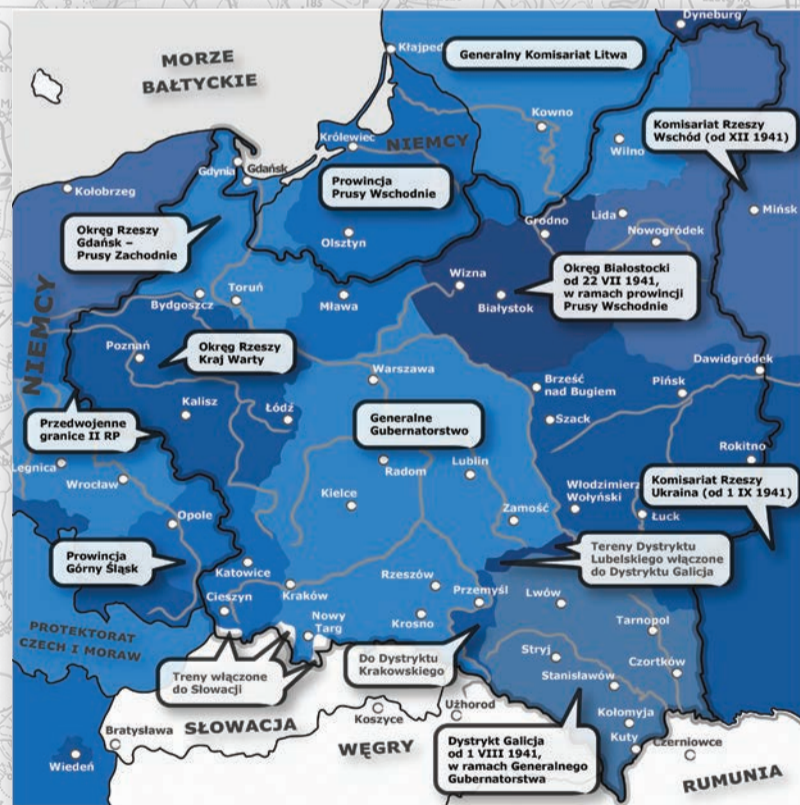 Dyneburg
MORZE
BAŁTYCKIE
Kłajped
Generalny Komisariat Litwa
Kowno
Wilno
Komisariat Rzeszy
Wschód (od XII 1941)
Królewiec
NIEMCY
Gdynia
Gdańsk
Kołobrzeg
Prowincja
Prusy Wschodnie
Lida
Mińsk
Grodno
Nowogródek
Okręg Rzeszy
Gdańsk –
Prusy Zachodnie
Olsztyn
Wizna
Białystok
Okręg Białostocki
od 22 VII 1941,
w ramach prowincji
Prusy Wschodnie
Toruń
Bydgoszcz
Mława
NIEMCY
Poznań
Okręg Rzeszy
Kraj Warty
Warszawa
Brześć
nad Bugiem
Pińsk
Dawidgródek
Kalisz
Łódź
Szack
Przedwojenne
granice II RP
Generalne
Gubernatorstwo
Rokitno
Legnica
Wrocław
Radom
Lublin
Kielce
Zamość
Włodzimierz
Wołyński
Łuck
Komisariat Rzeszy
Ukraina (od 1 IX 1941)
Opole
Prowincja
Górny Śląsk
Katowice
Cieszyn
Kraków
Rzeszów
Przemyśl
Tereny Dystryktu
Lubelskiego włączone
do Dystryktu Galicja
Lwów
Tarnopol
Nowy
Targ
Krosno
PROTEKTORAT
CZECH I MORAW
Treny włączone
do Słowacji
Do Dystryktu
Krakowskiego
Stryj
Stanisławów
Czortków
Bratysława
SŁOWACJA
Koszyce
Użhorod
WĘGRY
Kołomyja
Kuty
Czerniowce
Wiedeń
Dystrykt Galicja
od 1 VIII 1941,
w ramach Generalnego
Gubernatorstwa
RUMUNIA